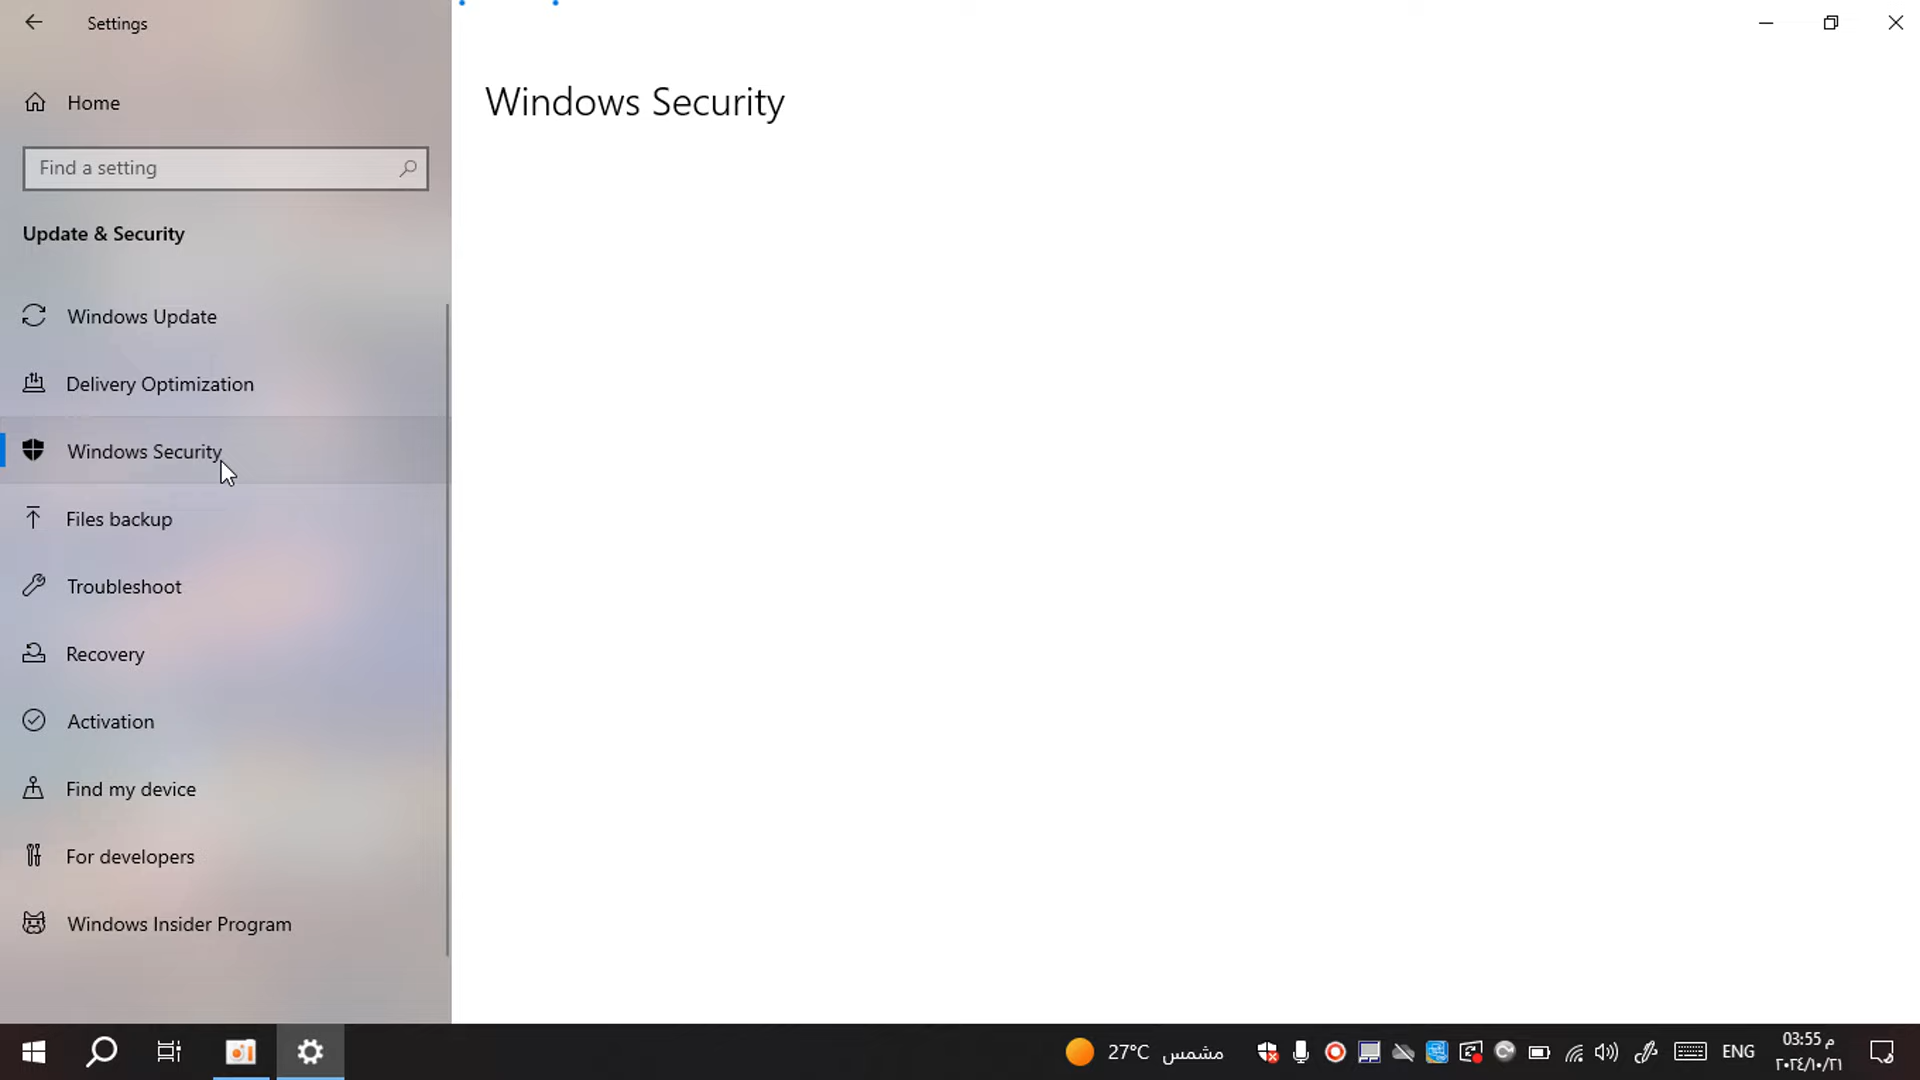 Settings
Home
Find a setting
Update & Security
Windows Update
Delivery Optimization
Windows Security
Files backup
Troubleshoot
Recovery
Activation
Find my device
For developers
Windows Insider Program
Windows Security
27°C مشمس
ENG
03:55 م
٢٠٢٤/١٠/٢١